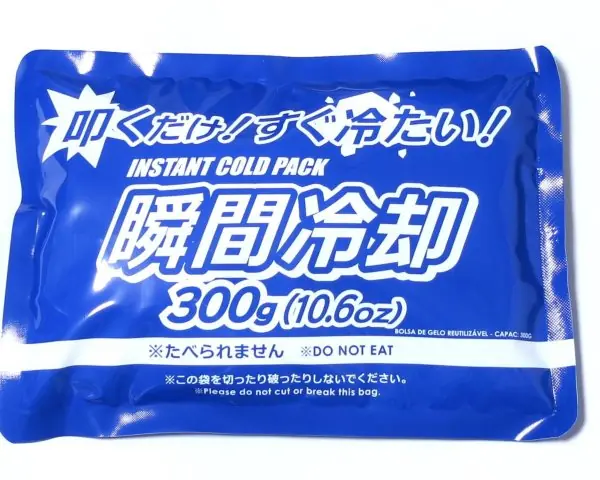 叩くだけ!すぐ冷たい!
INSTANT COLD PACK
瞬間冷却
300g(10.6oz)
BOLSA DE GELO REUTILIZÁVEL - CAPAC: 300G
※たべられません ※DO NOT EAT
※この袋を切ったり破ったりしないでください。
※Please do not cut or break this bag.